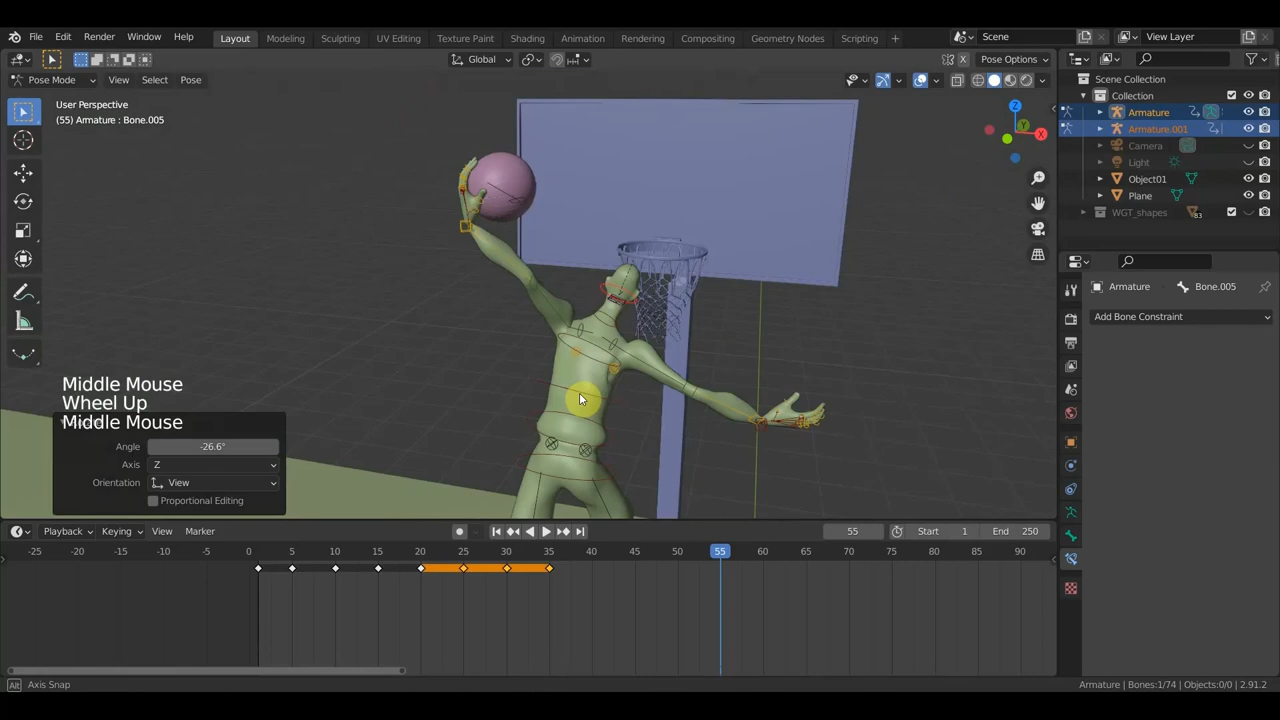 File Edit Render Window Help Layout Modeling Sculpting UV Editing Texture Paint Shading Animation Rendering Compositing Geometry Nodes Scripting + Scene View Layer
Global Pose Options
Pose Mode View Select Pose
User Perspective
(55) Armature : Bone.005
Z
Y
X
Scene Collection
Collection
Armature
Armature.001
Camera
Light
Object01
Plane
WGT_shapes 83
Armature > Bone.005
Add Bone Constraint
Middle Mouse
Wheel Up
Middle Mouse
Angle -26.6°
Axis Z
Orientation View
Proportional Editing
Playback Keying View Marker 55 Start 1 End 250
-25 -20 -15 -10 -5 0 5 10 15 20 25 30 35 40 45 50 55 60 65 70 75 80 85 90
Alt Axis Snap Armature | Bones:1/74 | Objects:0/0 | 2.91.2